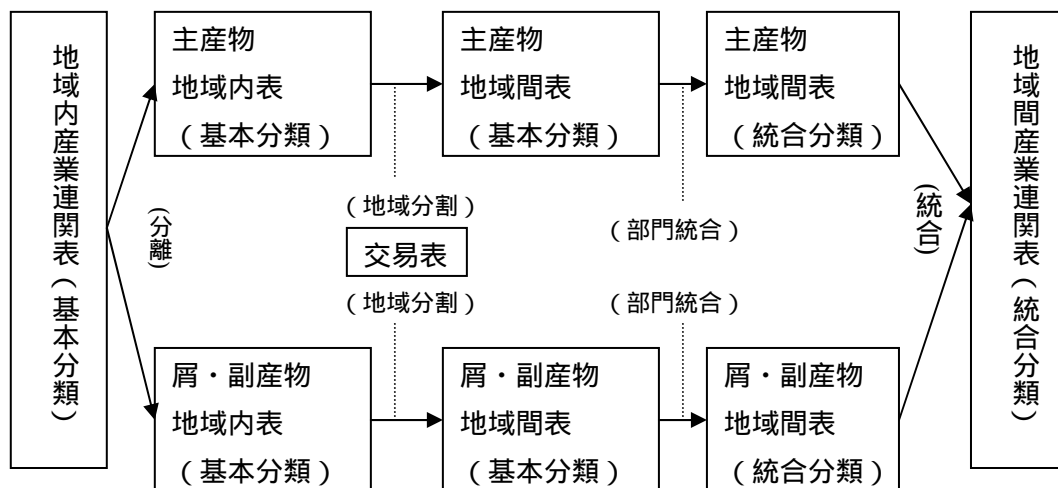 地域内産業連関表(基本分類)
(分離)
主産物
地域内表
(基本分類)
主産物
地域間表
(基本分類)
主産物
地域間表
(統合分類)
(地域分割)
交易表
(地域分割)
(部門統合)
(部門統合)
屑・副産物
地域内表
(基本分類)
屑・副産物
地域間表
(基本分類)
屑・副産物
地域間表
(統合分類)
(統合)
地域間産業連関表(統合分類)